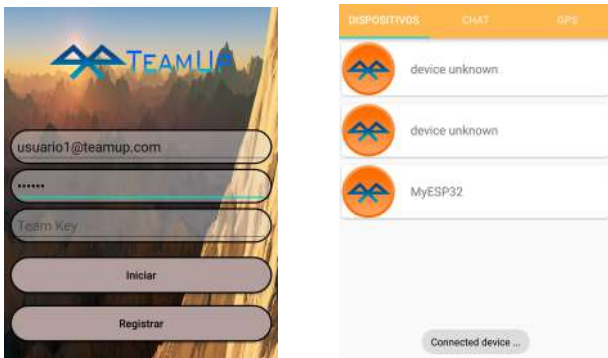 TEAMUP
usuario1@teamup.com
••••••
Team Key
Iniciar
Registrar
DISPOSITIVOS CHAT GPS
device unknown
device unknown
MyESP32
Connected device ...